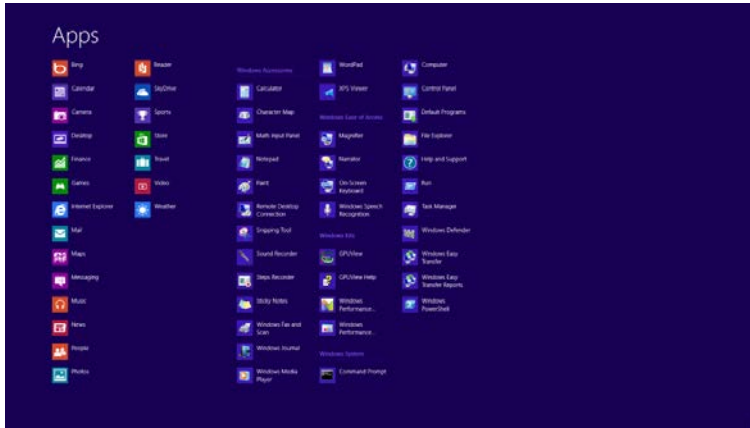 Apps
Bing
Calendar
Camera
Desktop
Finance
Games
Internet Explorer
Mail
Maps
Messaging
Music
News
People
Photos
Reader
SkyDrive
Sports
Store
Travel
Video
Weather
Windows Accessories
Calculator
Character Map
Math Input Panel
Notepad
Paint
Remote Desktop
Connection
Snipping Tool
Sound Recorder
Steps Recorder
Sticky Notes
Windows Fax and
Scan
Windows Journal
Windows Media
Player
WordPad
XPS Viewer
Windows Ease of Access
Magnifier
Narrator
On-Screen
Keyboard
Windows Speech
Recognition
Windows Kits
GPUView
GPUView Help
Windows
Performance...
Windows
Performance...
Windows System
Command Prompt
Computer
Control Panel
Default Programs
File Explorer
Help and Support
Run
Task Manager
Windows Defender
Windows Easy
Transfer
Windows Easy
Transfer Reports
Windows
PowerShell